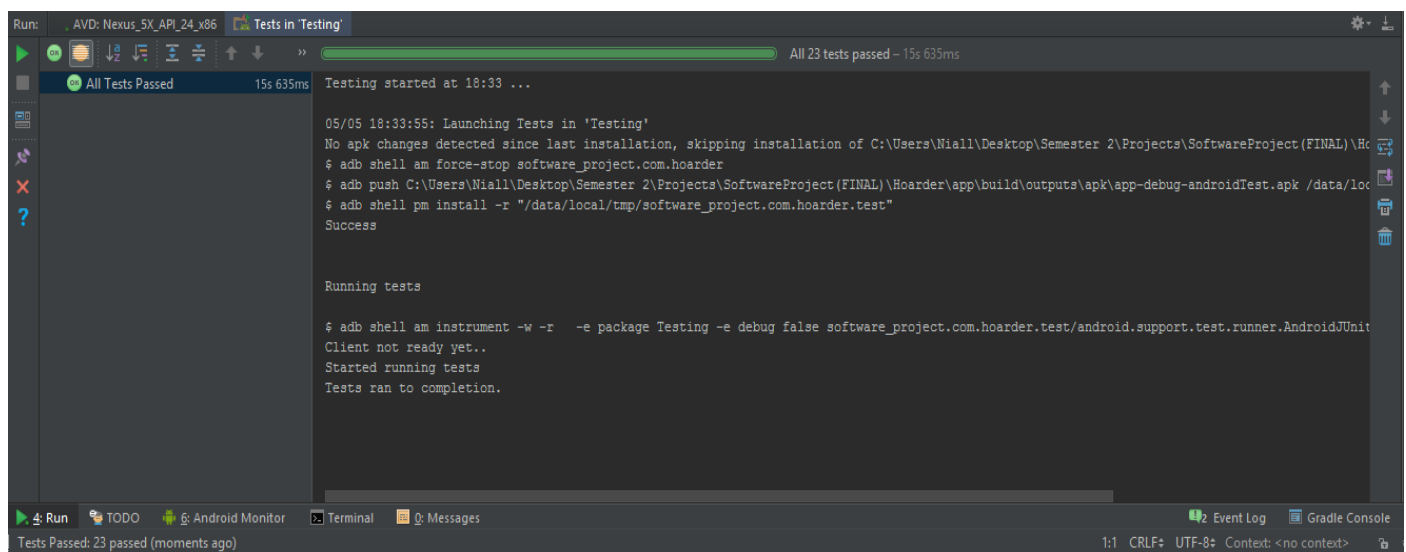 Run: AVD: Nexus_5X_API_24_x86 Tests in 'Testing'
OK » All 23 tests passed – 15s 635ms
OK All Tests Passed 15s 635ms
Testing started at 18:33 ...
05/05 18:33:55: Launching Tests in 'Testing'
No apk changes detected since last installation, skipping installation of C:\Users\Niall\Desktop\Semester 2\Projects\SoftwareProject(FINAL)\Ho
$ adb shell am force-stop software_project.com.hoarder
$ adb push C:\Users\Niall\Desktop\Semester 2\Projects\SoftwareProject(FINAL)\Hoarder\app\build\outputs\apk\app-debug-androidTest.apk /data/loc
$ adb shell pm install -r "/data/local/tmp/software_project.com.hoarder.test"
Success
Running tests
$ adb shell am instrument -w -r   -e package Testing -e debug false software_project.com.hoarder.test/android.support.test.runner.AndroidJUnit
Client not ready yet..
Started running tests
Tests ran to completion.
4: Run TODO 6: Android Monitor Terminal 0: Messages 2 Event Log Gradle Console
Tests Passed: 23 passed (moments ago) 1:1 CRLF UTF-8 Context: <no context>